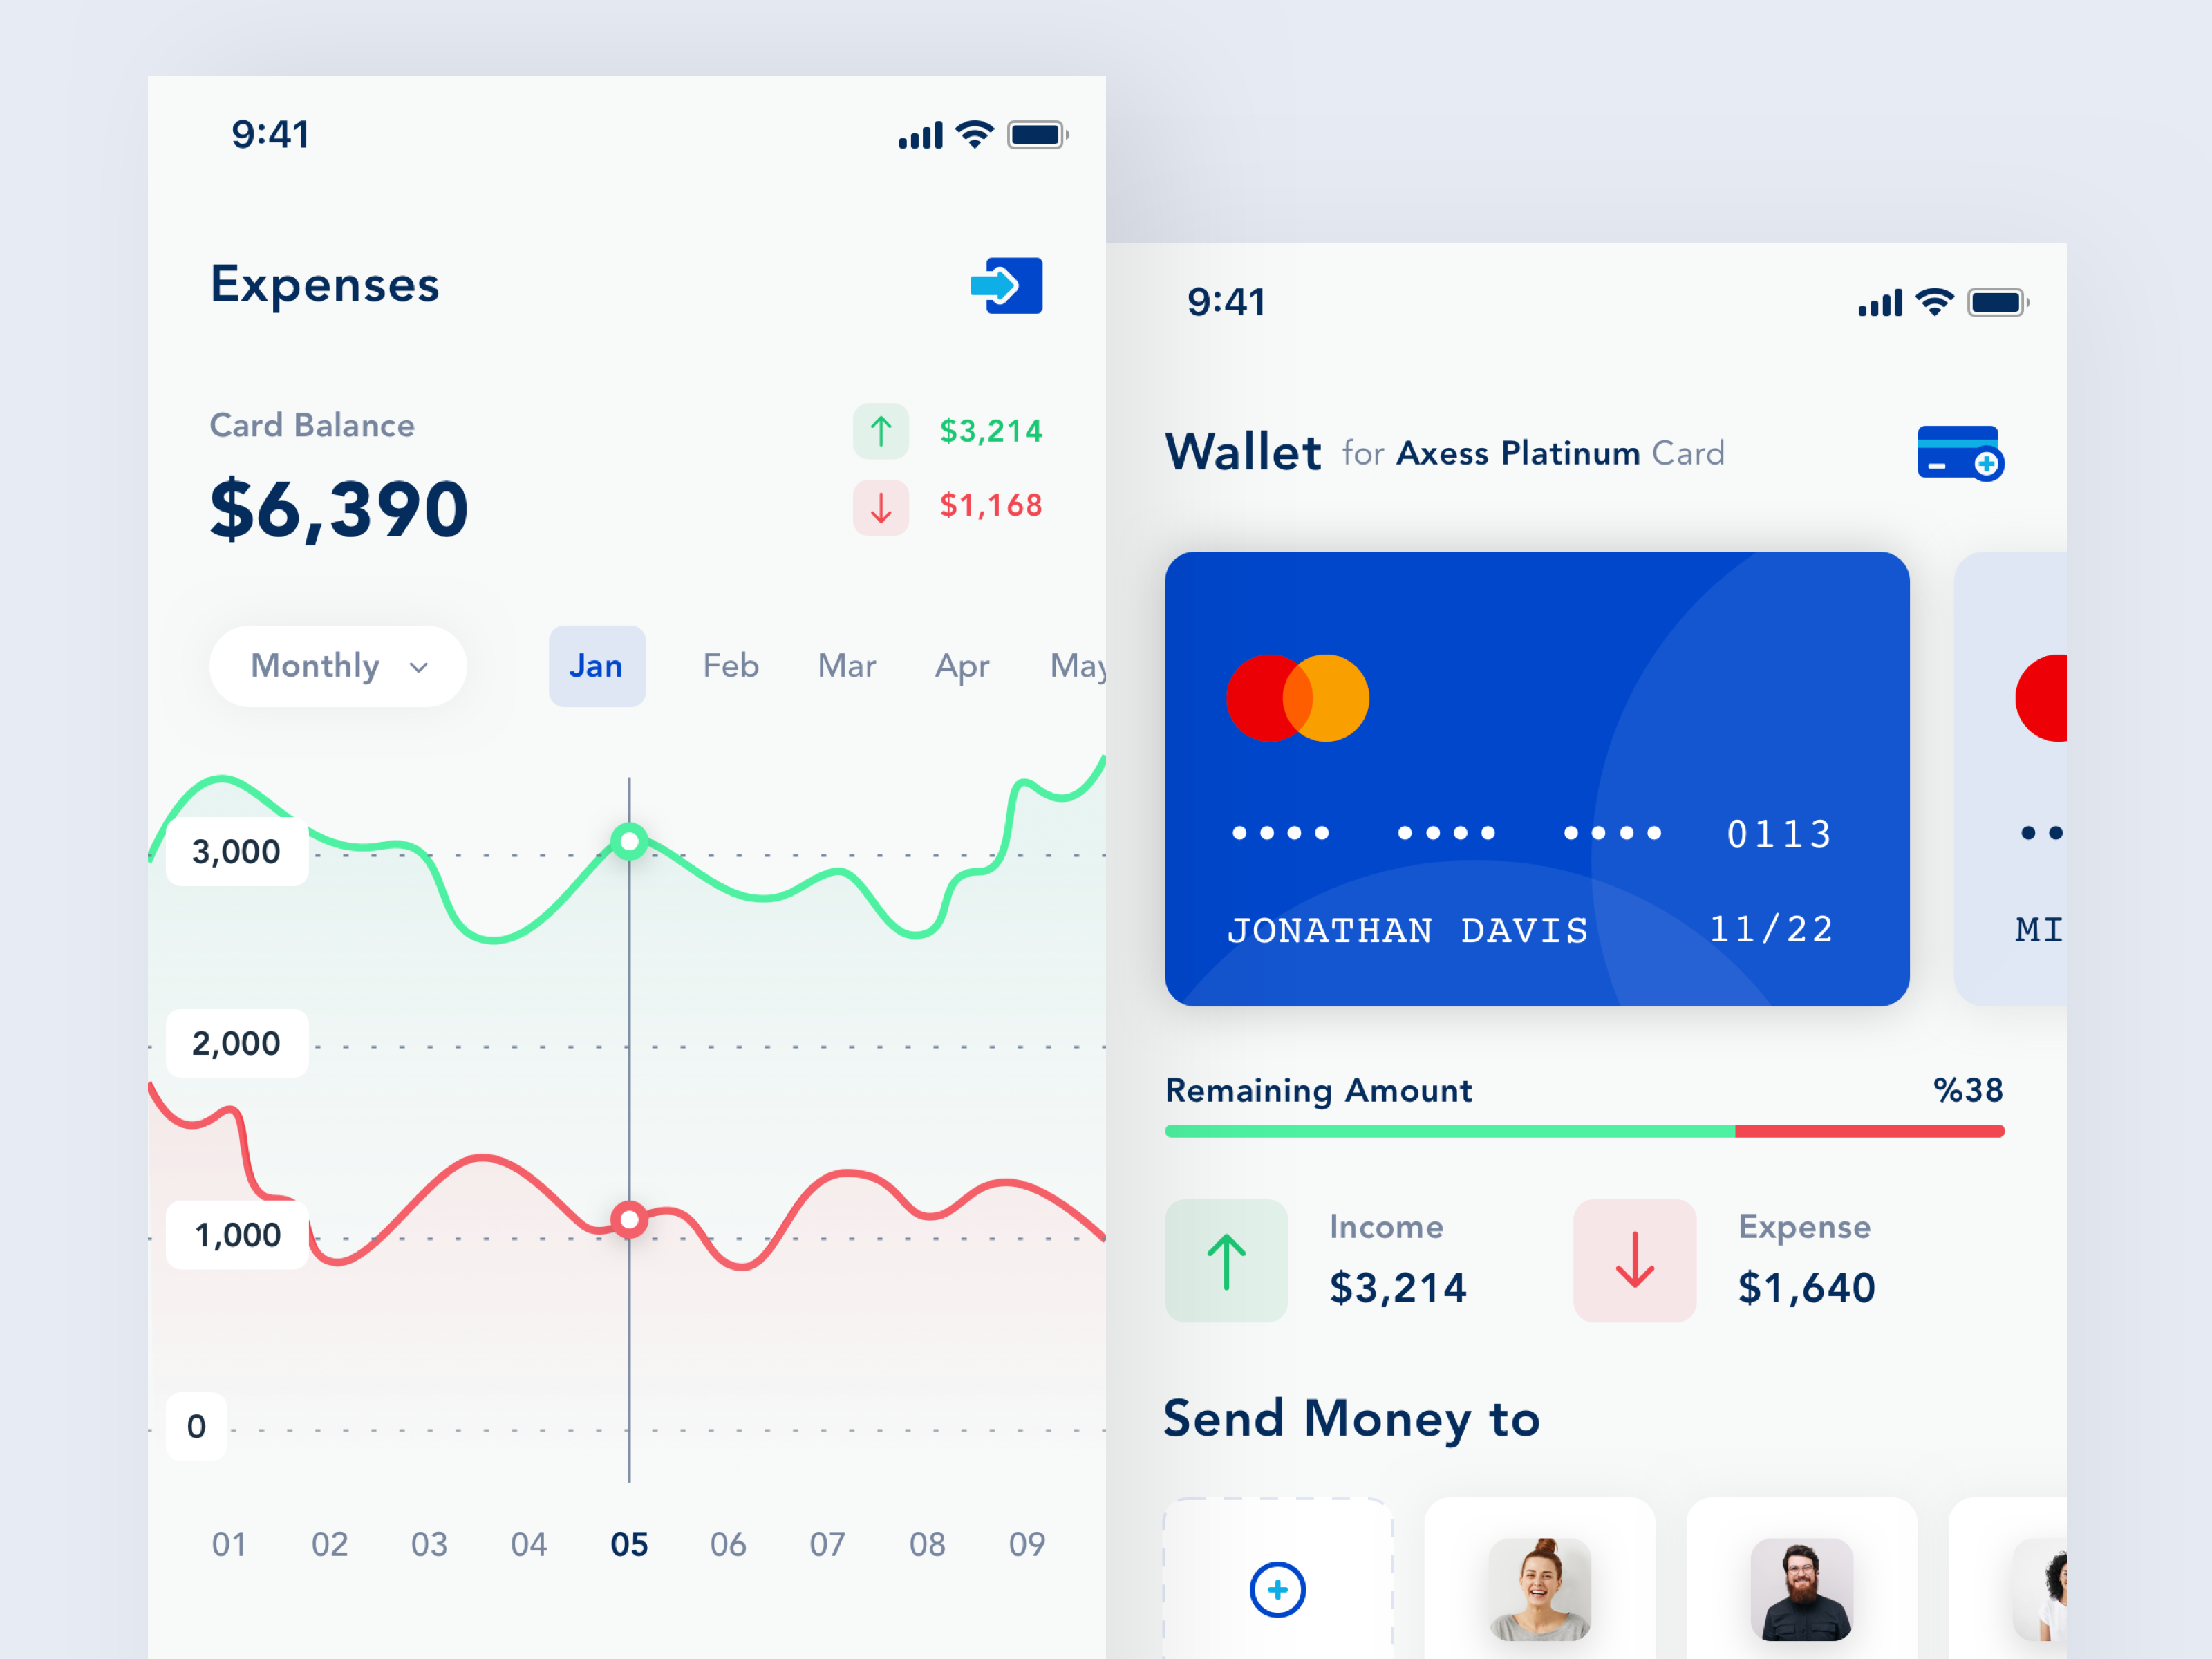 9:41
Expenses
Card Balance
$6,390
$3,214
$1,168
Monthly
Jan Feb Mar Apr May
3,000
2,000
1,000
0
01 02 03 04 05 06 07 08 09
9:41
Wallet for Axess Platinum Card
0113
JONATHAN DAVIS 11/22
MI
Remaining Amount %38
Income
$3,214
Expense
$1,640
Send Money to